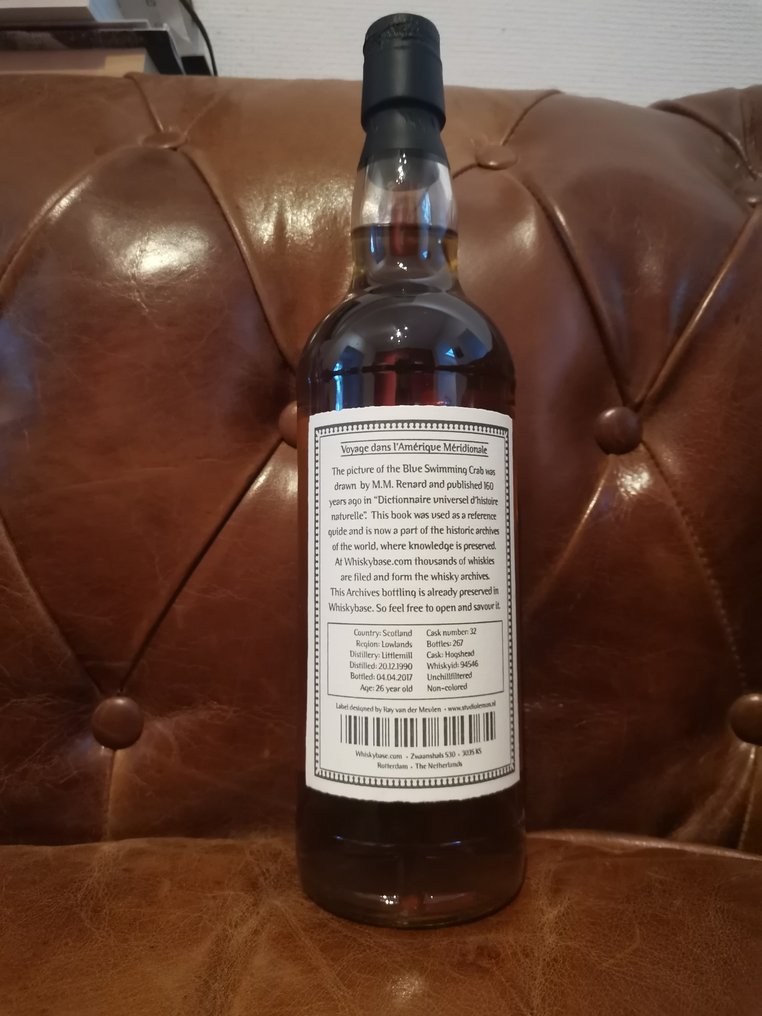 Voyage dans l'Amérique Méridionale
The picture of the Blue Swimming Crab was
drawn by M.M. Renard and published 160
years ago in "Dictionnaire universel d'histoire
naturelle". This book was used as a reference
guide and is now a part of the historic archives
of the world, where knowledge is preserved.
At Whiskybase.com thousands of whiskies
are filed and form the whisky archives.
This Archives bottling is already preserved in
Whiskybase. So feel free to open and savour it.
Country: Scotland Cask number: 32
Region: Lowlands Bottles: 267
Distillery: Littlemill Cask: Hogshead
Distilled: 20.12.1990 Whiskyid: 94546
Bottled: 04.04.2017 Unchillfiltered
Age: 26 year old Non-colored
Label designed by Ray van der Meulen • www.studioleman.nl
Whiskybase.com • Zwaanshals 530 • 3035 KS
Rotterdam • The Netherlands